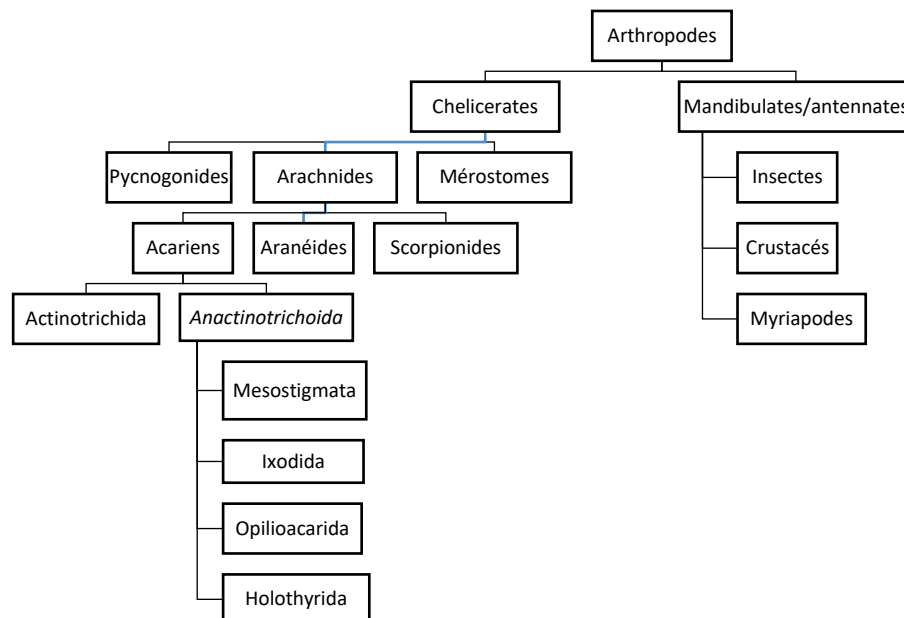 Arthropodes
Chelicerates
Mandibulates/antennates
Pycnogonides
Arachnides
Mérostomes
Insectes
Acariens
Aranéides
Scorpionides
Crustacés
Actinotrichida
Anactinotrichoida
Myriapodes
Mesostigmata
Ixodida
Opilioacarida
Holothyrida